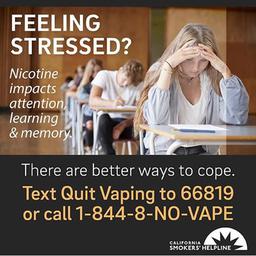 FEELING
STRESSED?
Nicotine
impacts
attention,
learning
& memory.
There are better ways to cope.
Text Quit Vaping to 66819
or call 1-844-8-NO-VAPE
CALIFORNIA
SMOKERS' HELPLINE